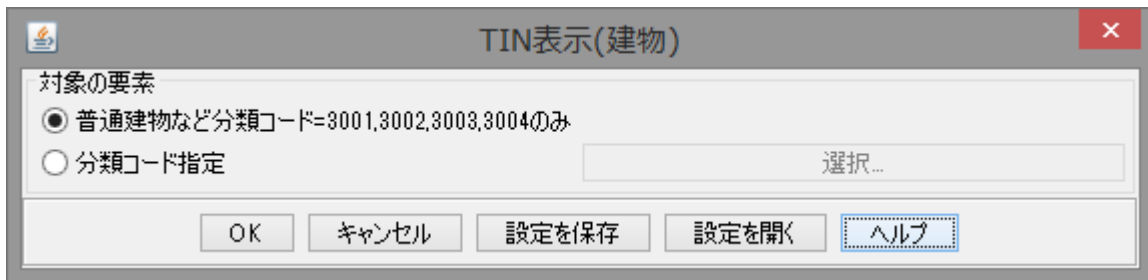 TIN表示(建物)
対象の要素
普通建物など分類コード=3001,3002,3003,3004のみ
分類コード指定 選択...
OK キャンセル 設定を保存 設定を開く ヘルプ